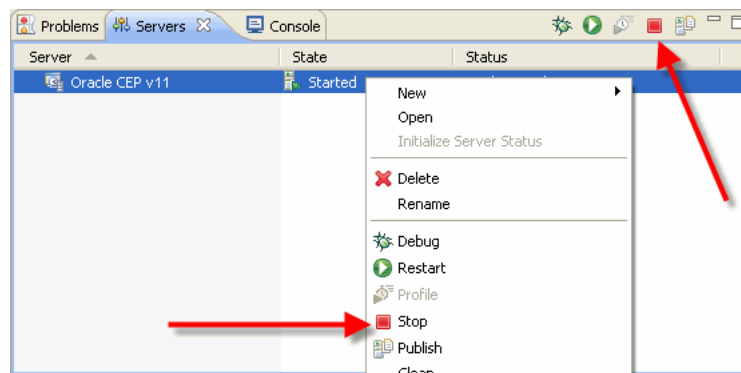 Problems Servers Console
Server State Status
Oracle CEP v11 Started
New
Open
Initialize Server Status
Delete
Rename
Debug
Restart
Profile
Stop
Publish
Clean